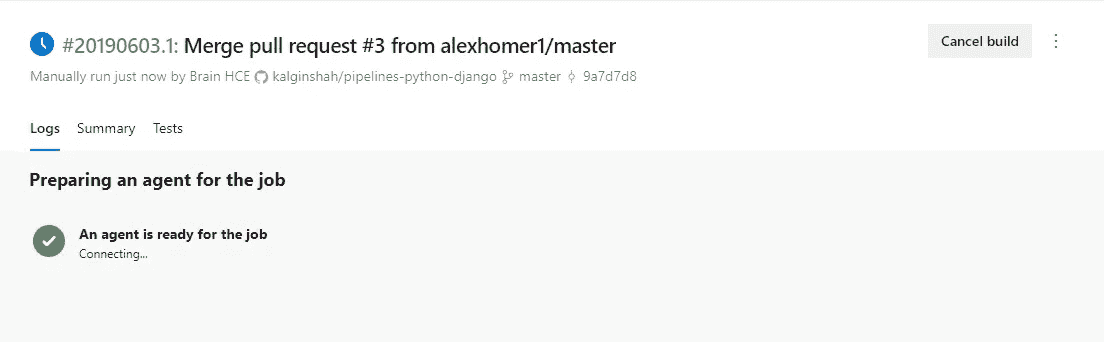 #20190603.1: Merge pull request #3 from alexhomer1/master
Cancel build
Manually run just now by Brain HCE kalginshah/pipelines-python-django master 9a7d7d8
Logs Summary Tests
Preparing an agent for the job
An agent is ready for the job
Connecting...